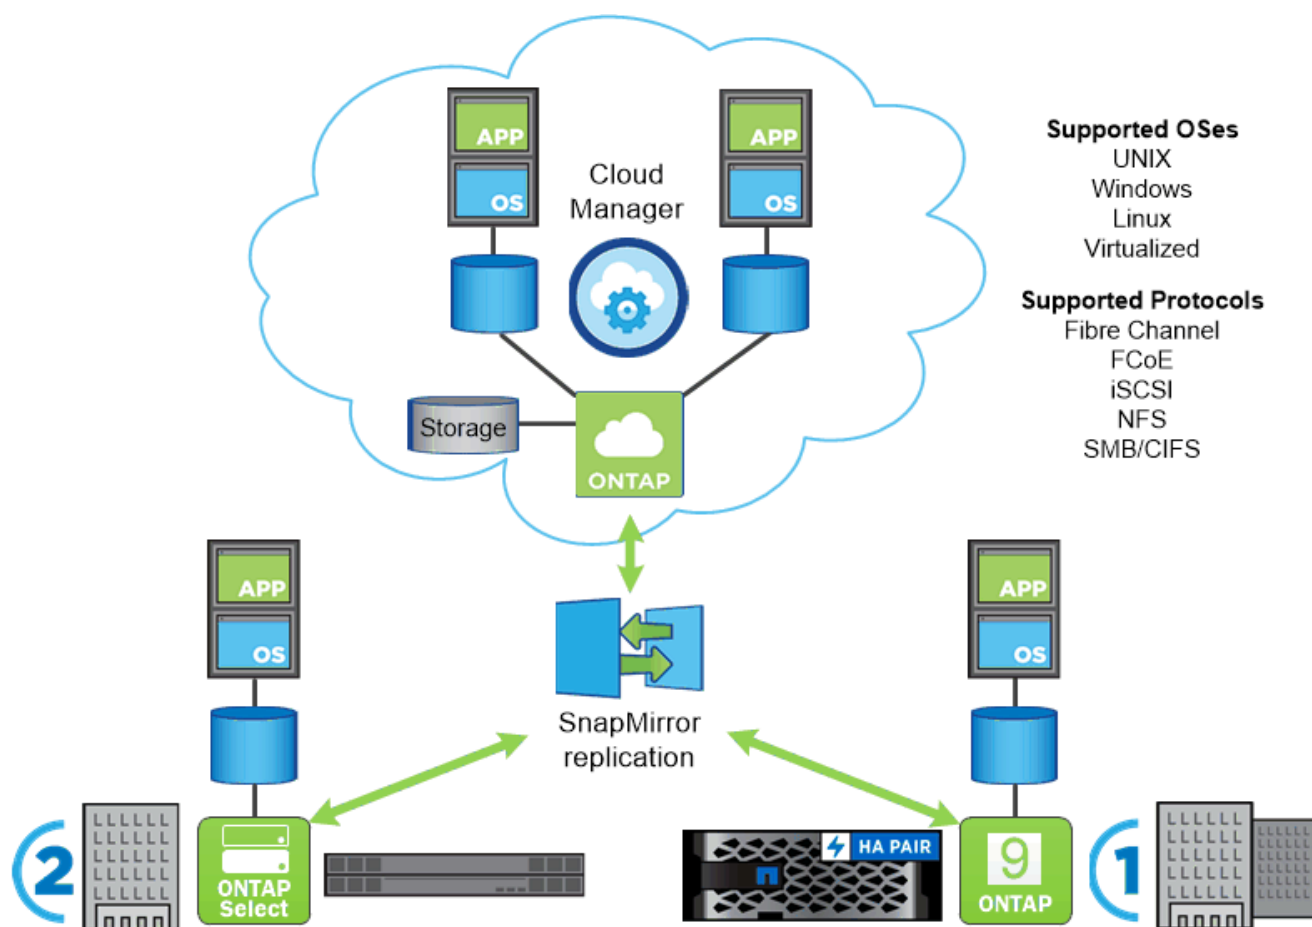 APP
OS
APP
OS
Cloud
Manager
Storage
ONTAP
Supported OSes
UNIX
Windows
Linux
Virtualized
Supported Protocols
Fibre Channel
FCoE
iSCSI
NFS
SMB/CIFS
APP
OS
SnapMirror
replication
APP
OS
2
ONTAP
Select
HA PAIR
9
ONTAP
1